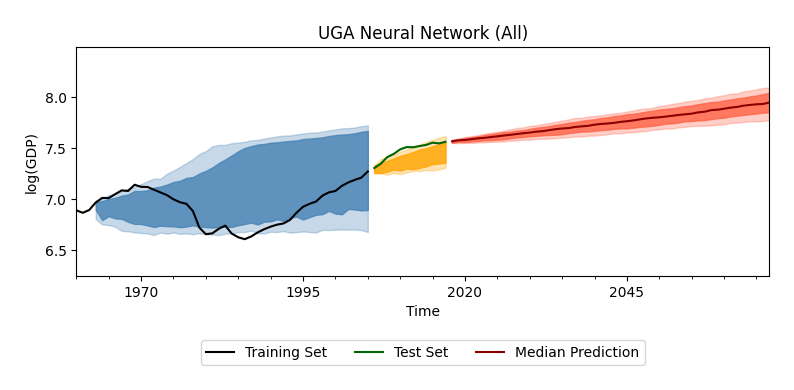 UGA Neural Network (All)
log(GDP)
8.0
7.5
7.0
6.5
1970 1995 2020 2045
Time
Training Set Test Set Median Prediction